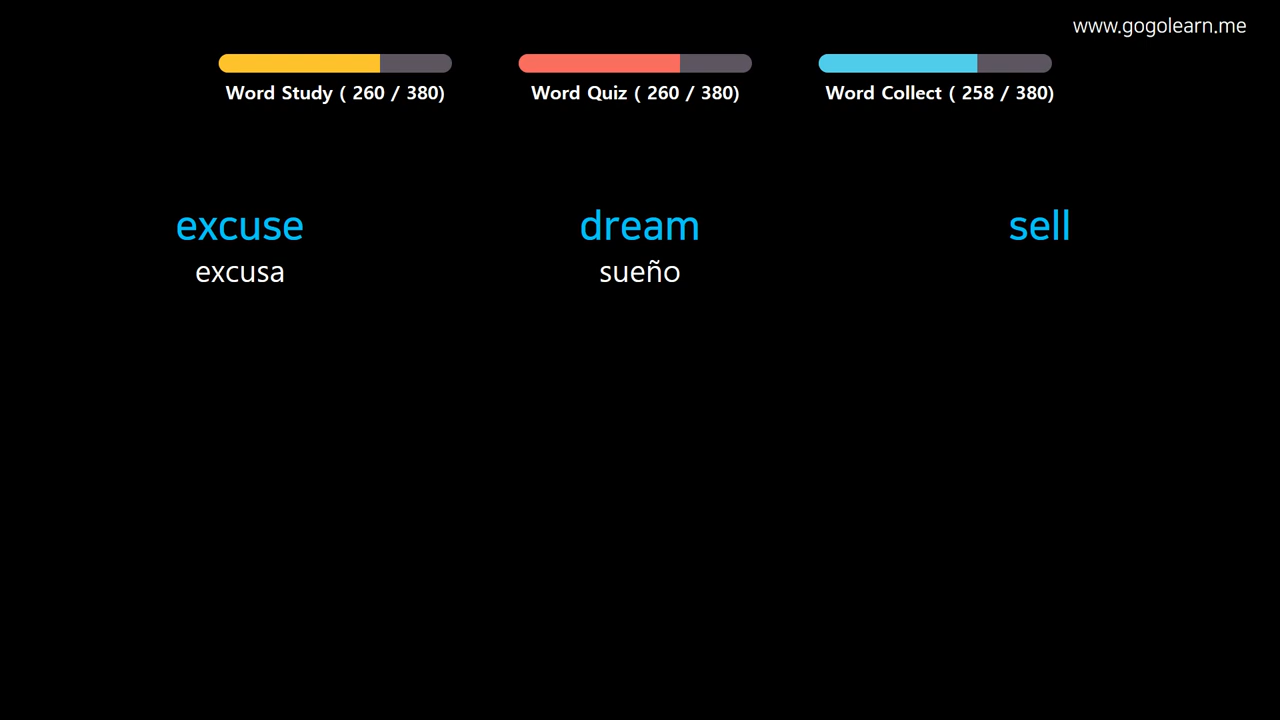 www.gogolearn.me
Word Study ( 260 / 380)
Word Quiz ( 260 / 380)
Word Collect ( 258 / 380)
excuse
excusa
dream
sueño
sell